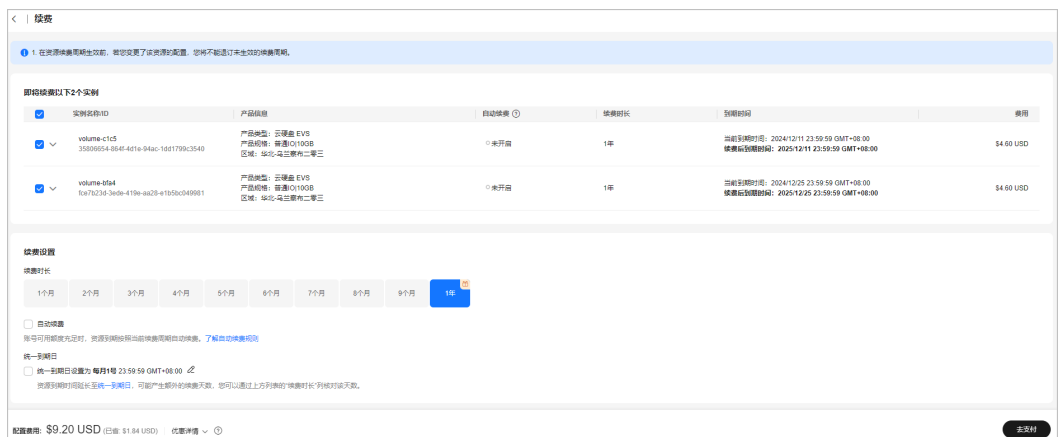 续费
1. 在资源续费周期生效前，若您变更了该资源的配置，您将不能退订未生效的续费周期。
即将续费以下2个实例
实例名称/ID 产品信息 自动续费 续费时长 到期时间 费用
volume-c1c5
35806654-864f-4d1e-94ac-1dd1799c3540
产品类型：云硬盘 EVS
产品规格：普通IO|10GB
区域：华北-乌兰察布二零三
未开启
1年
当前到期时间：2024/12/11 23:59:59 GMT+08:00
续费后到期时间：2025/12/11 23:59:59 GMT+08:00
$4.60 USD
volume-bfa4
fce7b23d-3ede-419e-aa28-e1b5bc049981
产品类型：云硬盘 EVS
产品规格：普通IO|10GB
区域：华北-乌兰察布二零三
未开启
1年
当前到期时间：2024/12/25 23:59:59 GMT+08:00
续费后到期时间：2025/12/25 23:59:59 GMT+08:00
$4.60 USD
续费设置
续费时长
1个月 2个月 3个月 4个月 5个月 6个月 7个月 8个月 9个月 1年
自动续费
账号可用额度充足时，资源到期按照当前续费周期自动续费。了解自动续费规则
统一到期日
统一到期日设置为 每月1号 23:59:59 GMT+08:00
资源到期时间延长至统一到期日，可能产生额外的续费天数，您可以通过上方列表的“续费时长”列核对该天数。
配置费用: $9.20 USD (已省: $1.84 USD) 优惠详情
去支付